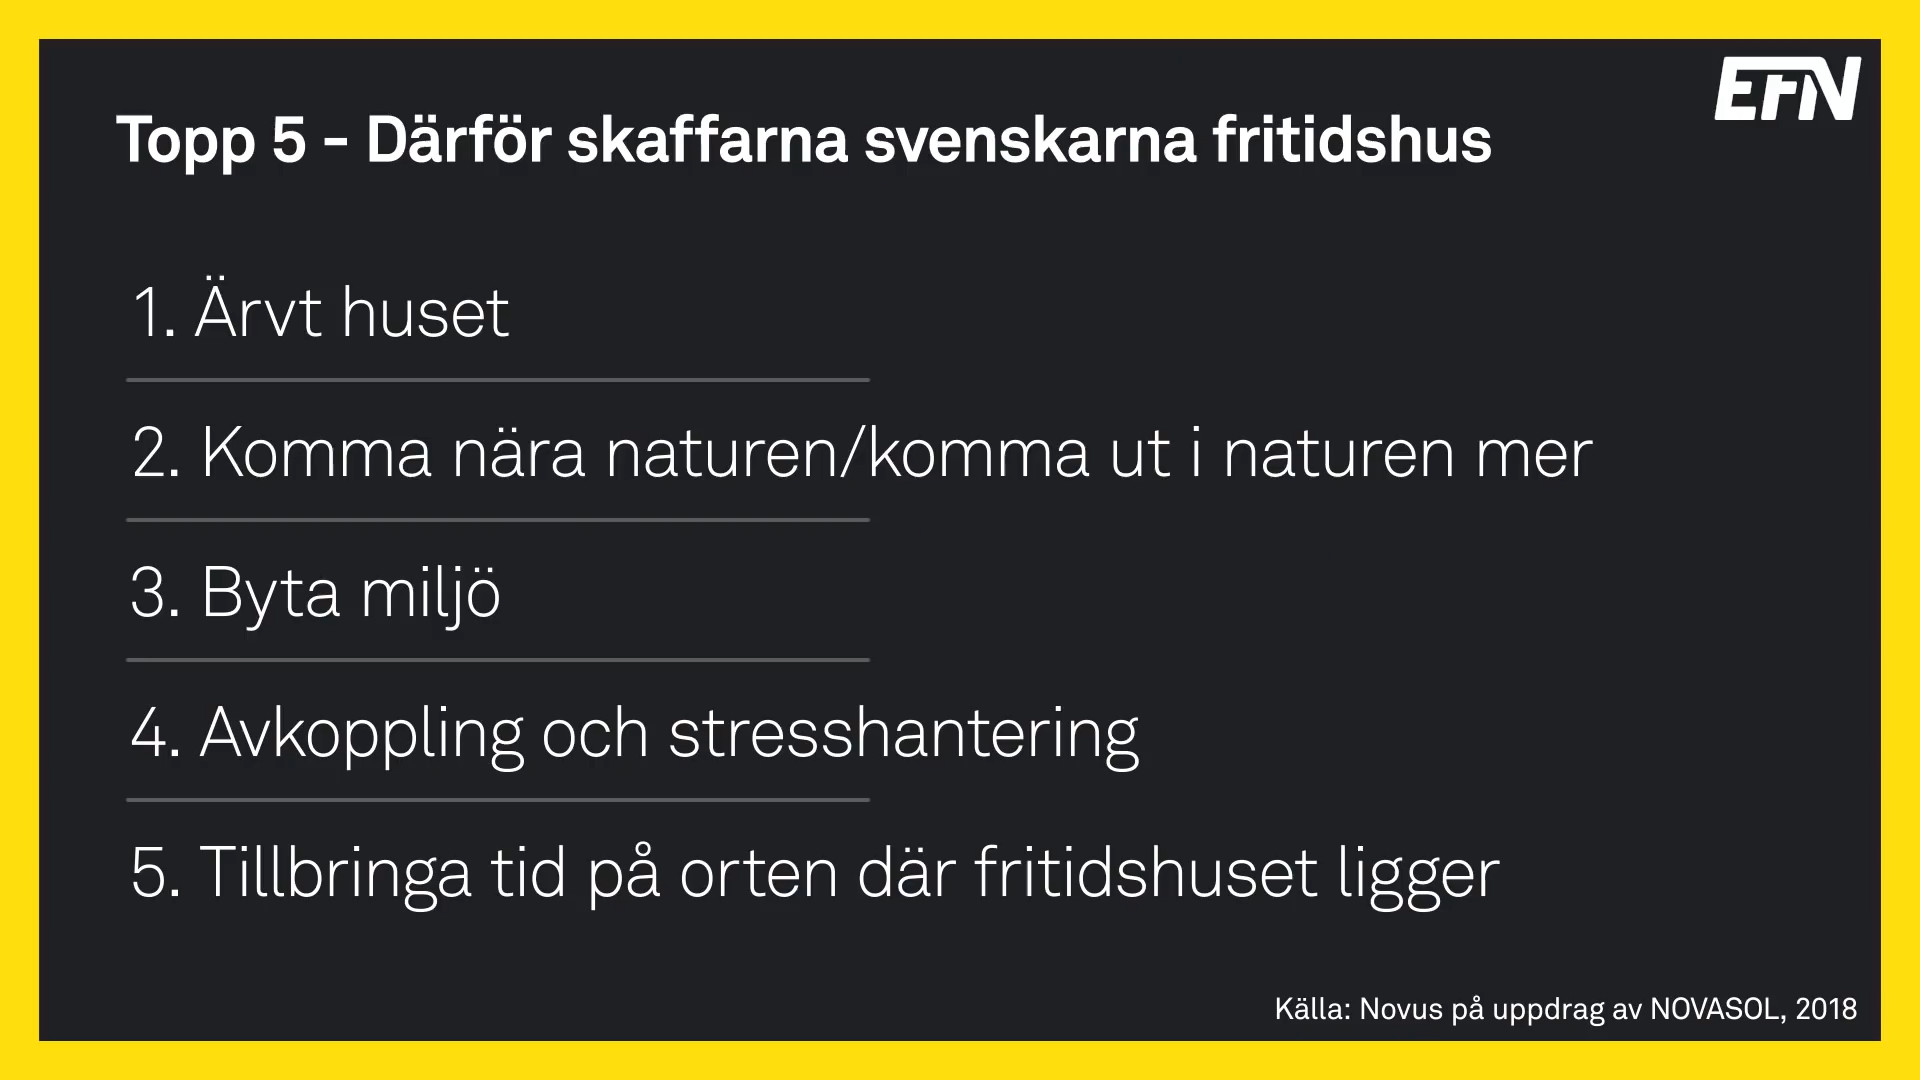 EFN
Topp 5 - Därför skaffarna svenskarna fritidshus
1. Ärvt huset
2. Komma nära naturen/komma ut i naturen mer
3. Byta miljö
4. Avkoppling och stresshantering
5. Tillbringa tid på orten där fritidshuset ligger
Källa: Novus på uppdrag av NOVASOL, 2018